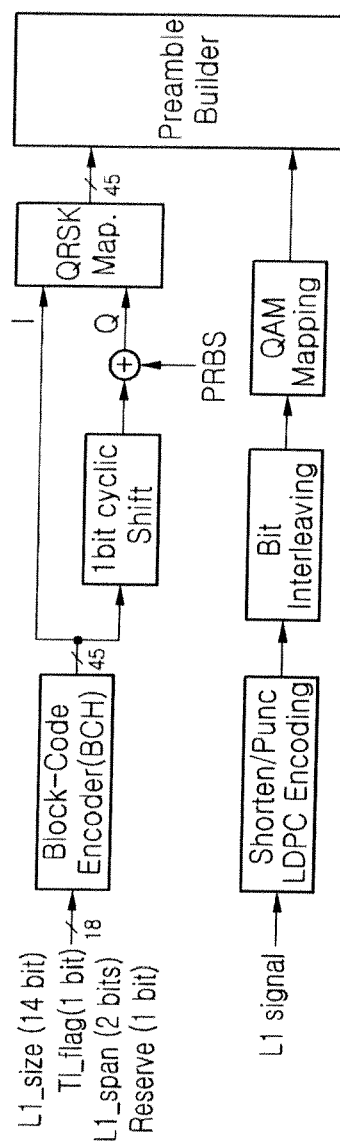 L1_size (14 bit)
TI_flag(1 bit)
L1_span (2 bits)
Reserve (1 bit)
18
Block-Code
Encoder(BCH)
45
I
1bit cyclic
Shift
Q
PRBS
QRSK
Map.
45
Preamble
Builder
L1 signal
Shorten/Punc
LDPC Encoding
Bit
Interleaving
QAM
Mapping